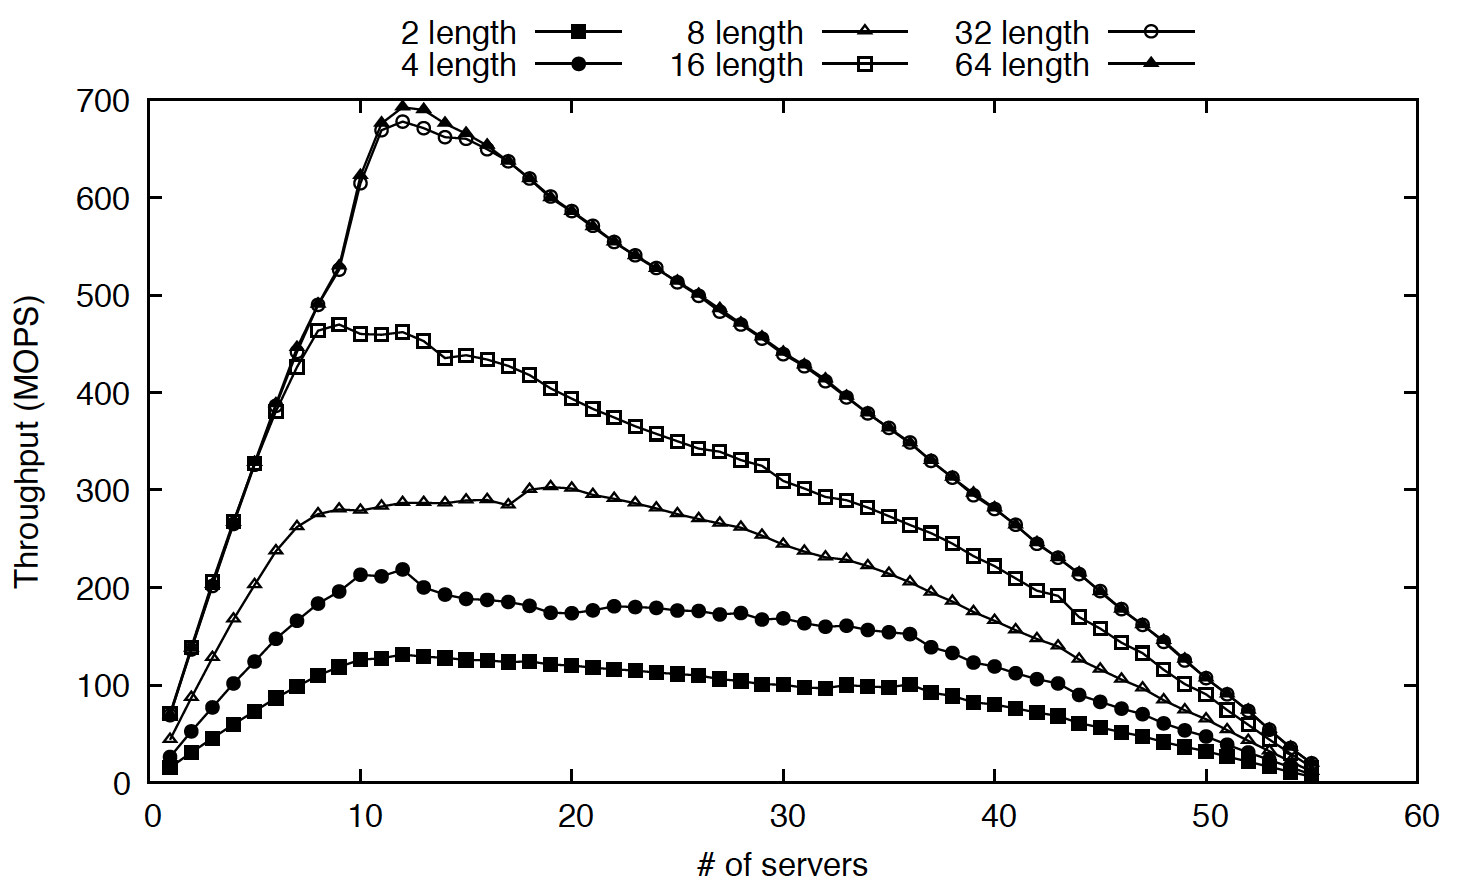 2 length 8 length 32 length
4 length 16 length 64 length
700
600
500
400
300
200
100
0
Throughput (MOPS)
0 10 20 30 40 50 60
# of servers